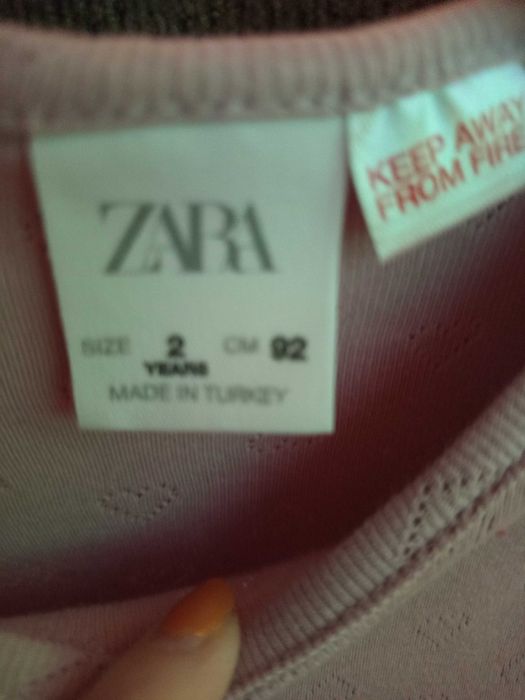 ZARA
SIZE 2 CM 92
YEARS
MADE IN TURKEY
KEEP AWAY
FROM FIRE